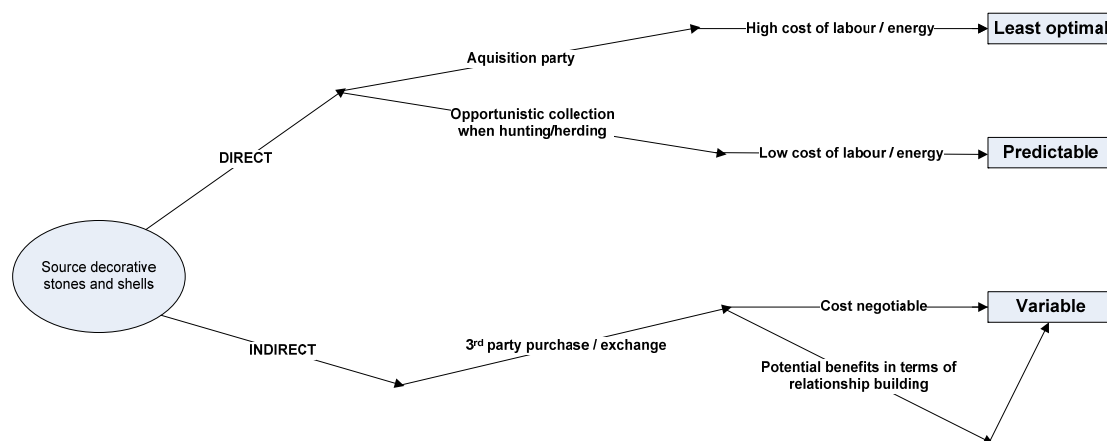 High cost of labour / energy
Least optimal
Aquisition party
Opportunistic collection
when hunting/herding
DIRECT
Low cost of labour / energy
Predictable
Source decorative
stones and shells
Cost negotiable
Variable
INDIRECT
3rd party purchase / exchange
Potential benefits in terms of
relationship building